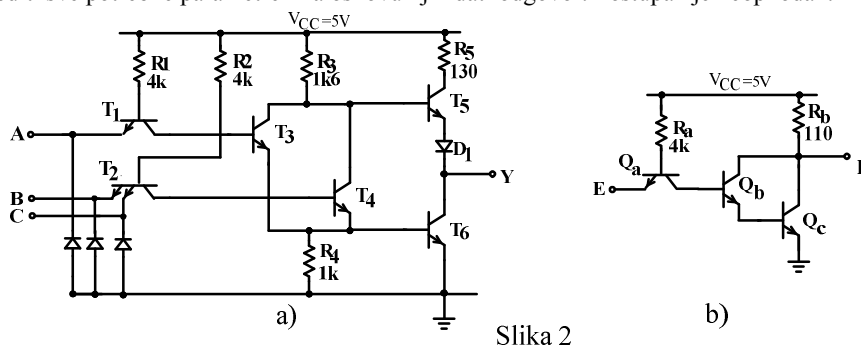 V_CC=5V
R1
4k
R2
4k
R3
1k6
R5
130
T1
T2
T3
T4
T5
T6
D1
A
B
C
Y
R4
1k
a)
V_CC=5V
Ra
4k
Rb
110
Qa
Qb
Qc
E
b)
Slika 2